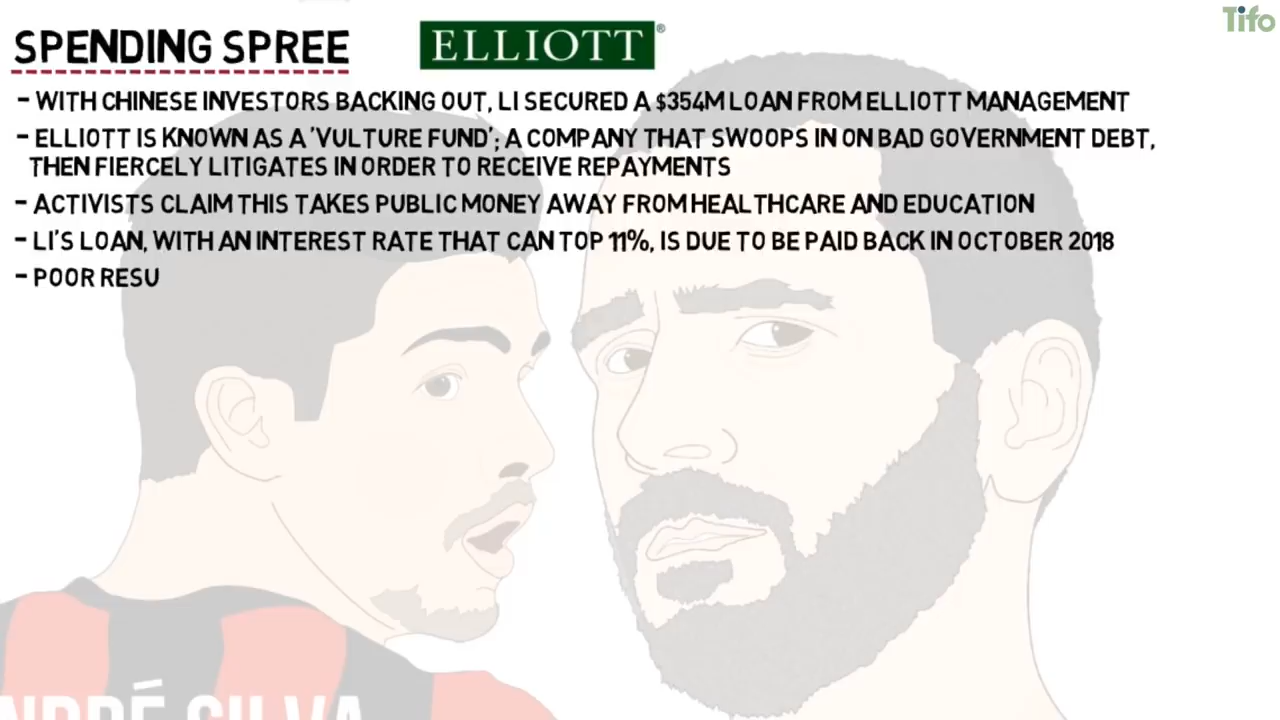 Tifo
SPENDING SPREE
ELLIOTT®
- WITH CHINESE INVESTORS BACKING OUT, LI SECURED A $354M LOAN FROM ELLIOTT MANAGEMENT
- ELLIOTT IS KNOWN AS A 'VULTURE FUND'; A COMPANY THAT SWOOPS IN ON BAD GOVERNMENT DEBT,
THEN FIERCELY LITIGATES IN ORDER TO RECEIVE REPAYMENTS
- ACTIVISTS CLAIM THIS TAKES PUBLIC MONEY AWAY FROM HEALTHCARE AND EDUCATION
- LI'S LOAN, WITH AN INTEREST RATE THAT CAN TOP 11%, IS DUE TO BE PAID BACK IN OCTOBER 2018
- POOR RESU
ANDRÉ SILVA